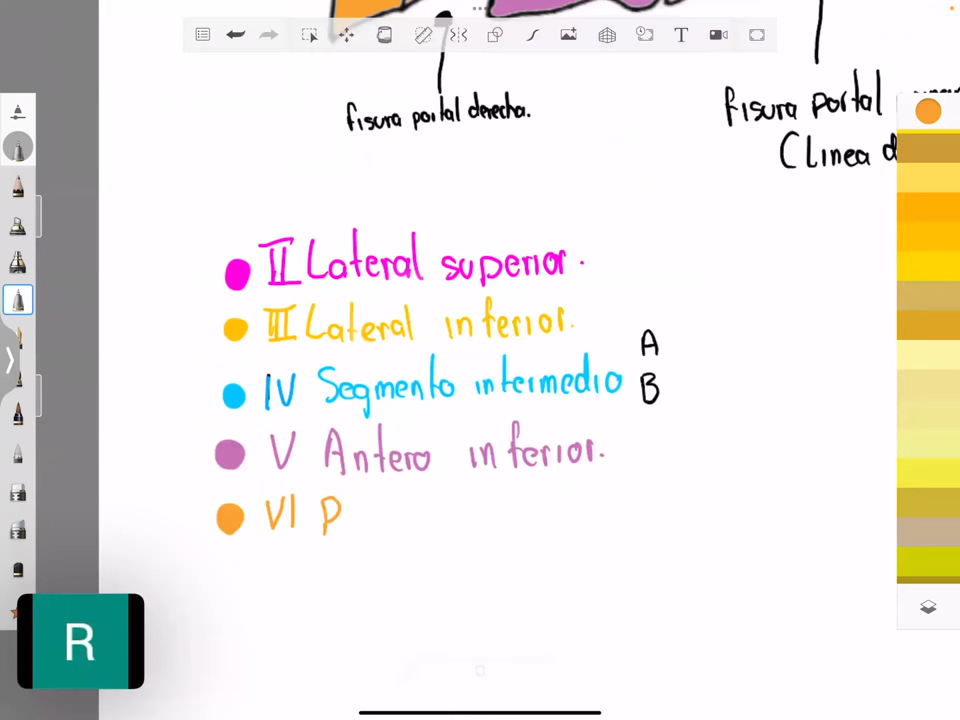 fisura portal derecha.
fisura portal
(linea d
II Lateral superior.
III Lateral inferior.
A
IV Segmento intermedio
B
V Antero inferior.
VI P
R
T